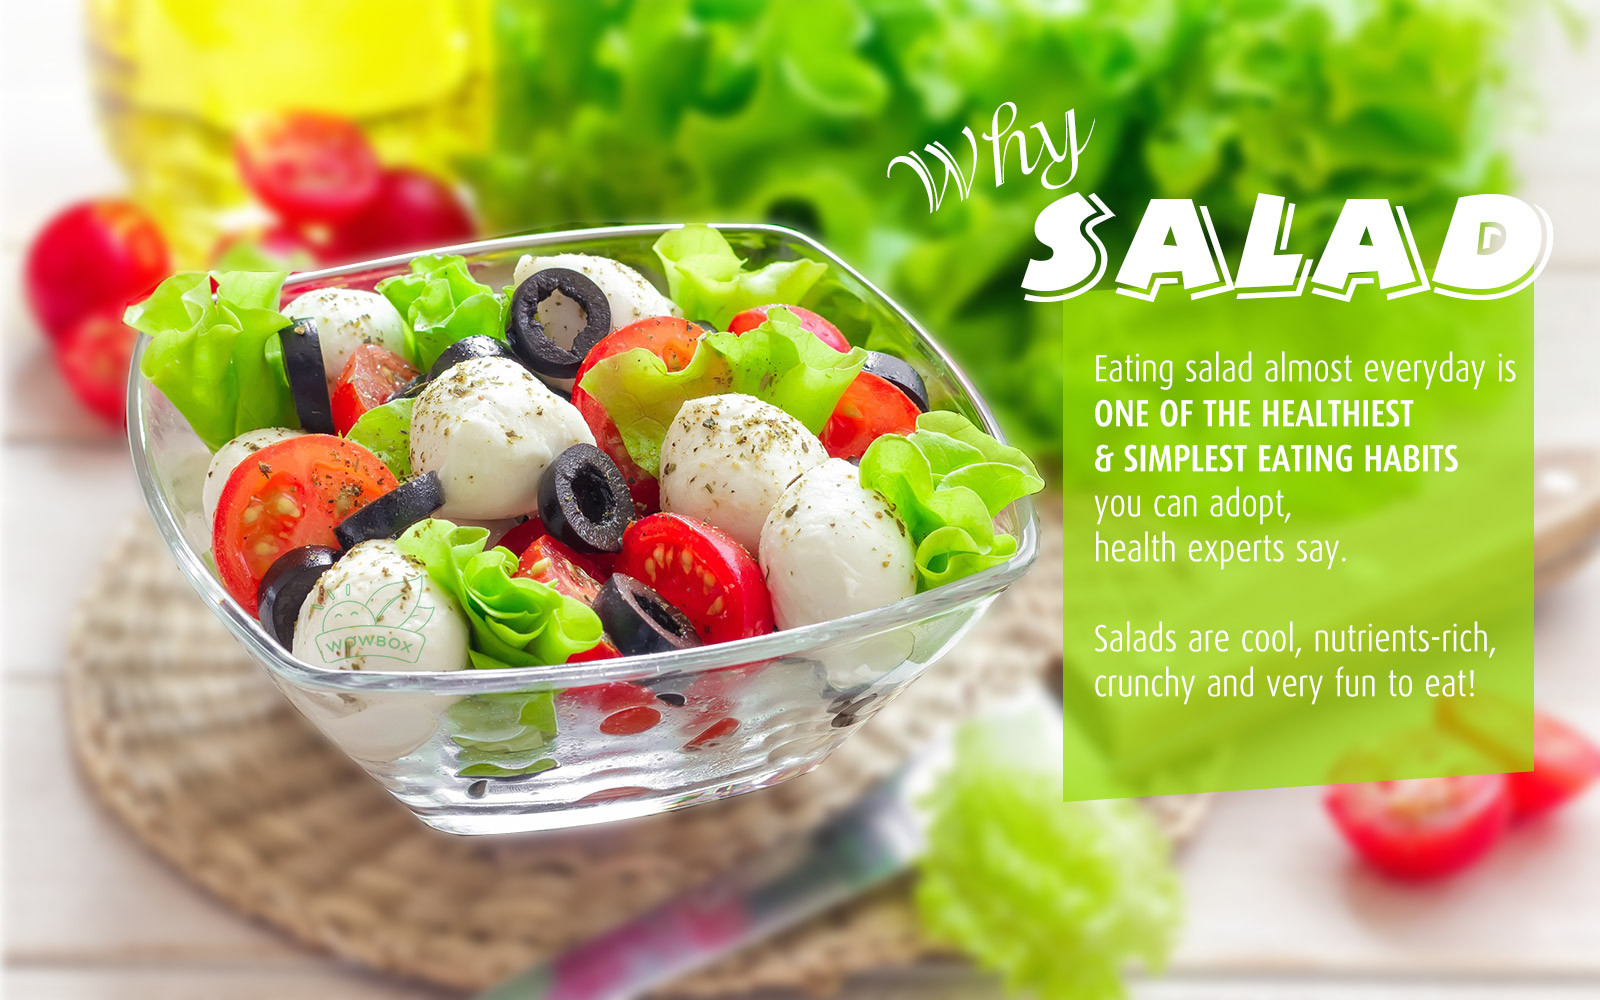 Why
SALAD
Eating salad almost everyday is
ONE OF THE HEALTHIEST
& SIMPLEST EATING HABITS
you can adopt,
health experts say.
Salads are cool, nutrients-rich,
crunchy and very fun to eat!
WOWBOX